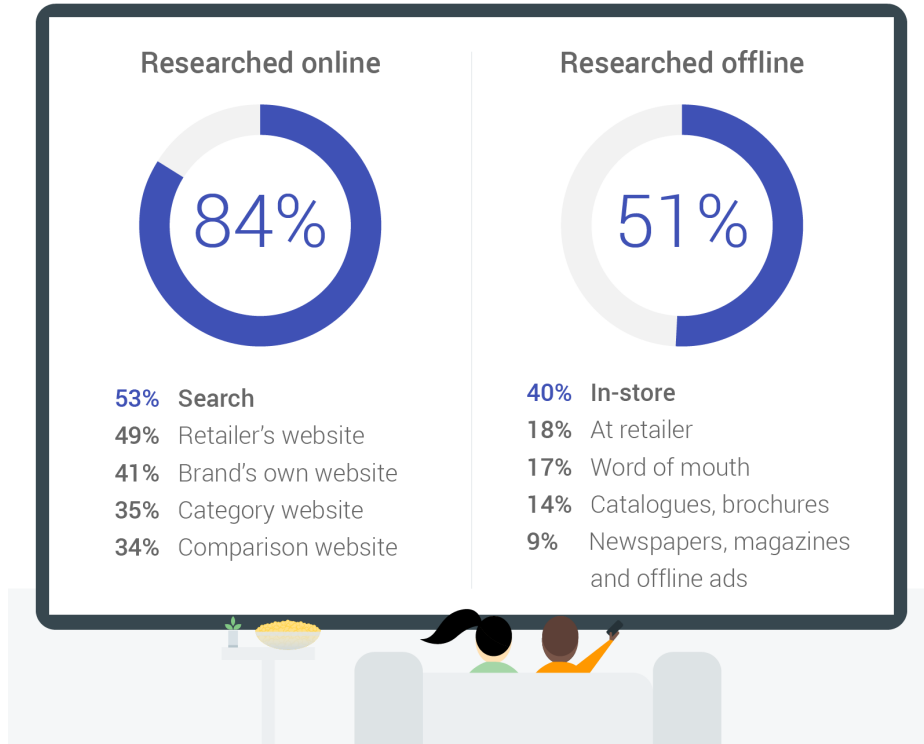 Researched online
84%
53% Search
49% Retailer's website
41% Brand's own website
35% Category website
34% Comparison website
Researched offline
51%
40% In-store
18% At retailer
17% Word of mouth
14% Catalogues, brochures
9% Newspapers, magazines
and offline ads